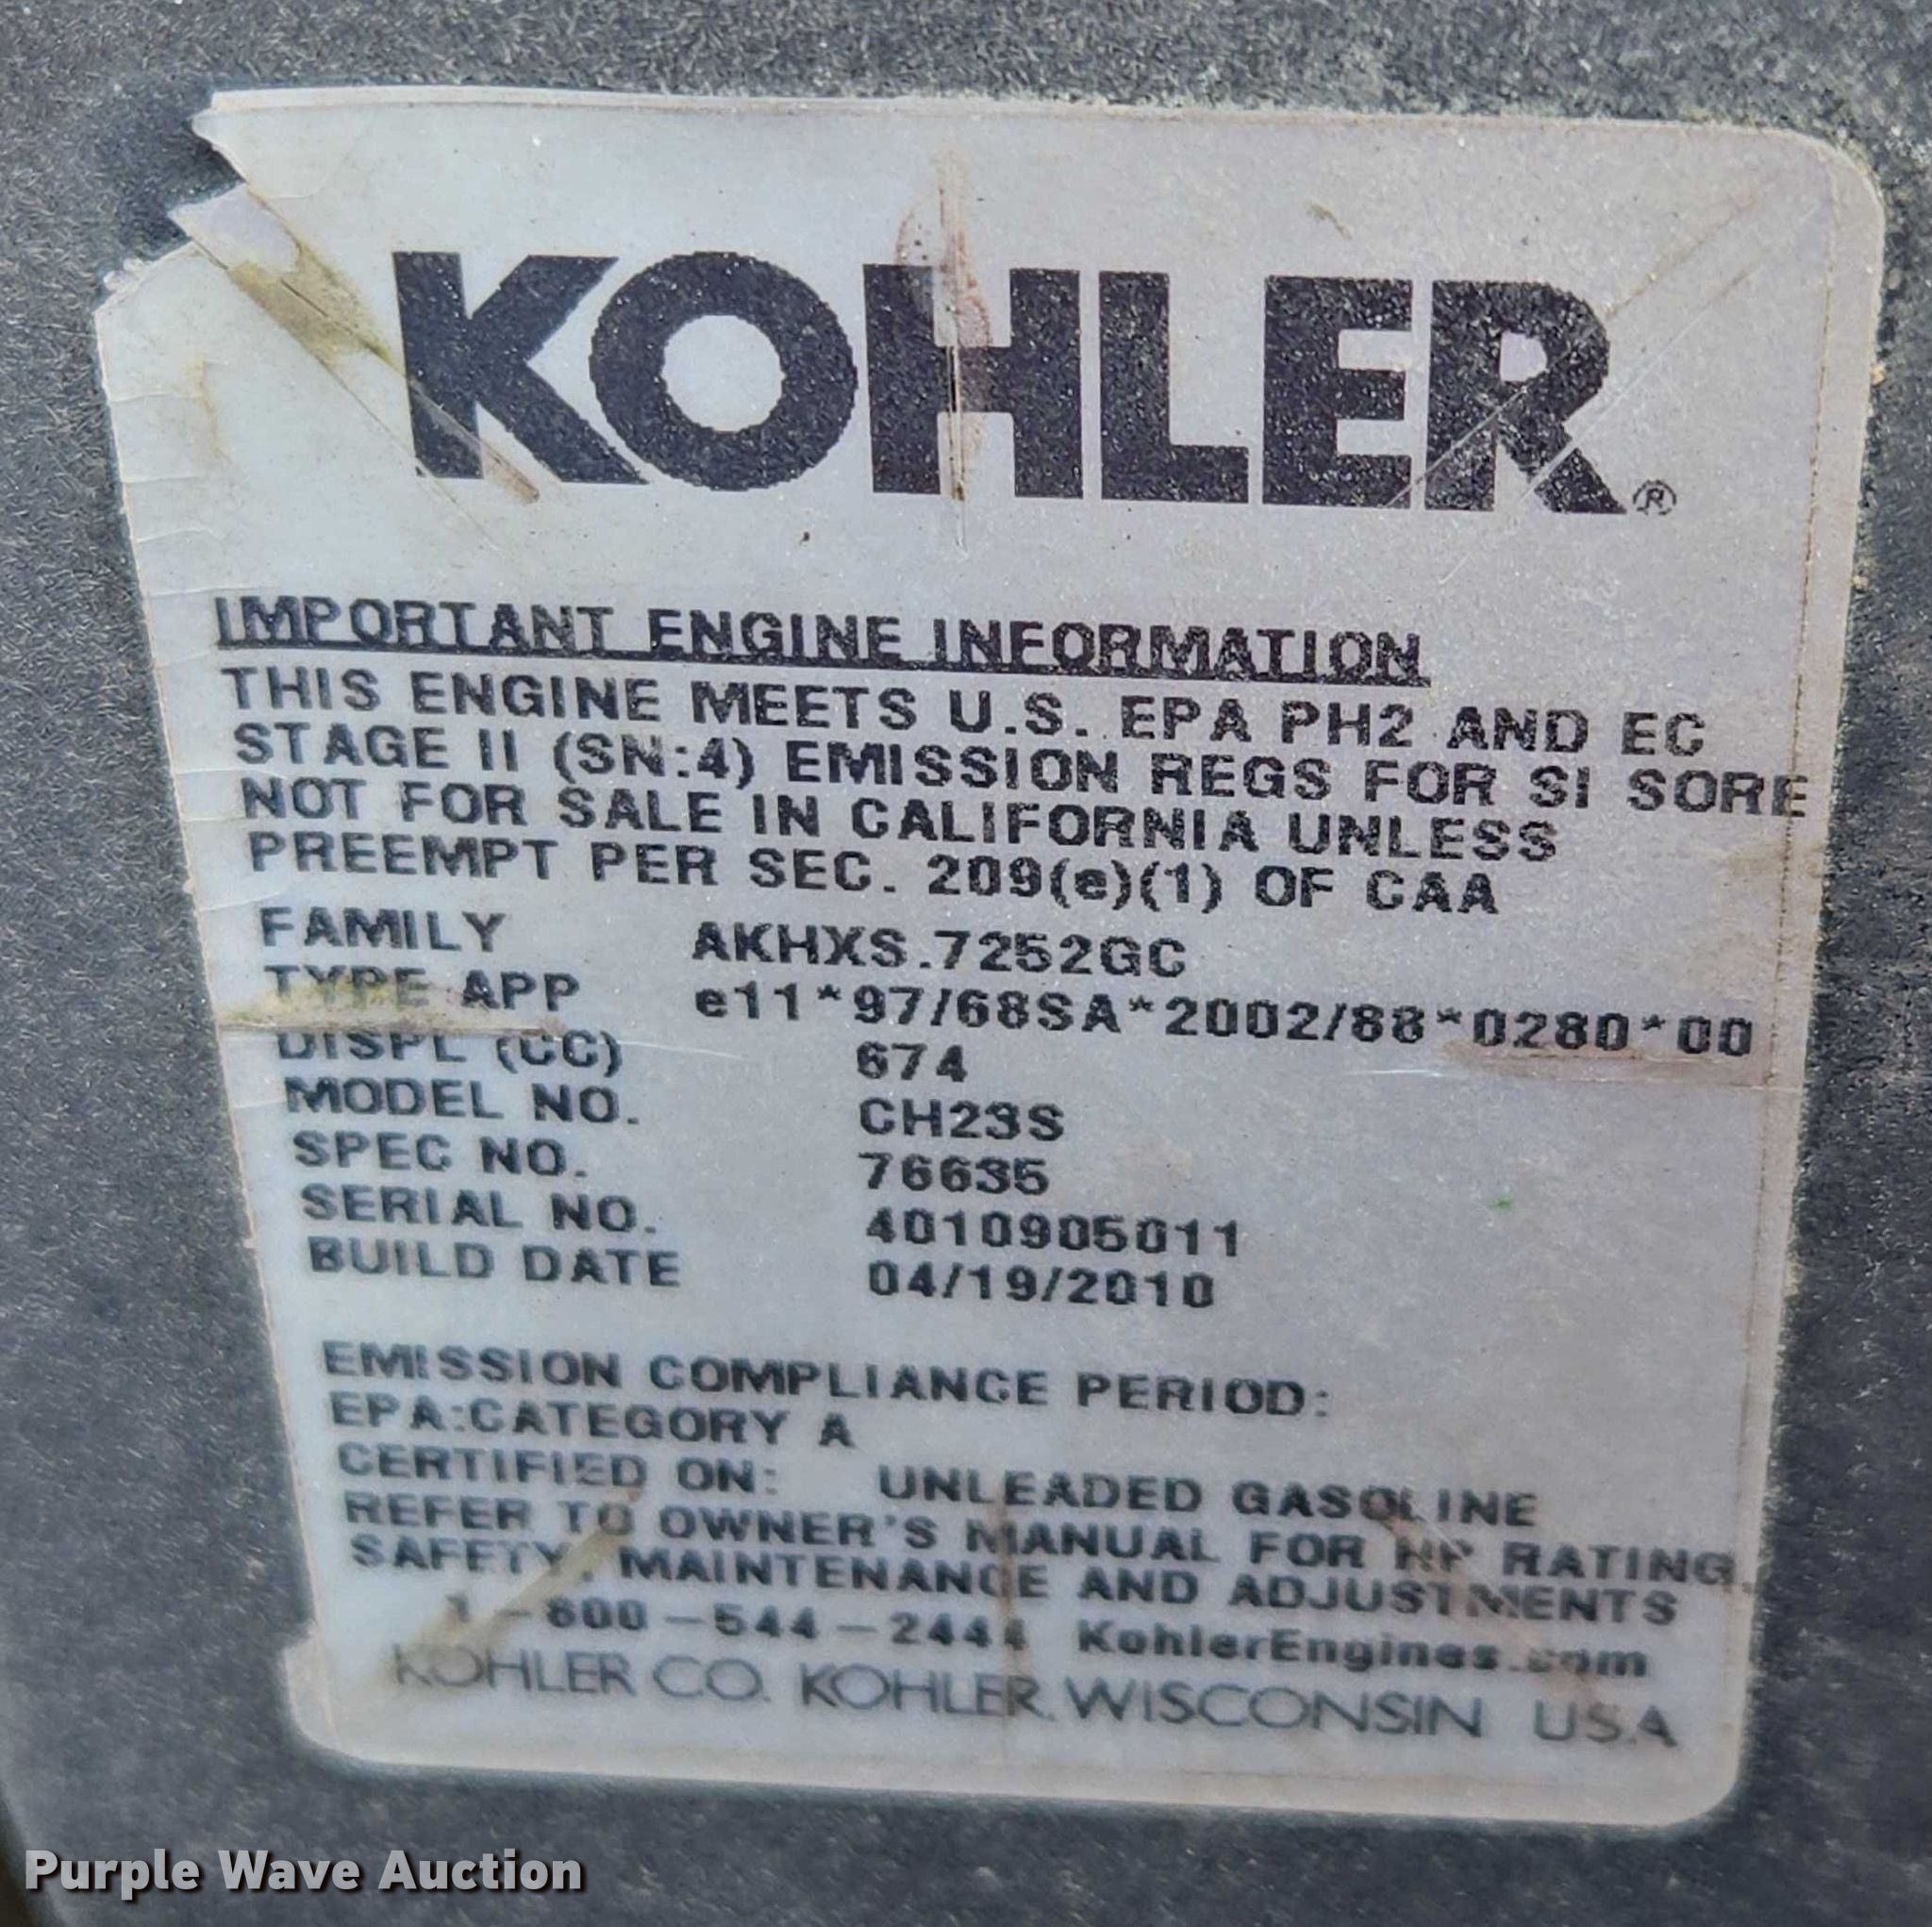 KOHLER®
IMPORTANT ENGINE INFORMATION
THIS ENGINE MEETS U.S. EPA PH2 AND EC
STAGE II (SN:4) EMISSION REGS FOR SI SORE
NOT FOR SALE IN CALIFORNIA UNLESS
PREEMPT PER SEC. 209(e)(1) OF CAA
FAMILY AKHXS.7252GC
TYPE APP e11*97/68SA*2002/88*0280*00
DISPL (CC) 674
MODEL NO. CH23S
SPEC NO. 76635
SERIAL NO. 4010905011
BUILD DATE 04/19/2010
EMISSION COMPLIANCE PERIOD:
EPA:CATEGORY A
CERTIFIED ON: UNLEADED GASOLINE
REFER TO OWNER'S MANUAL FOR HP RATING,
SAFETY, MAINTENANCE AND ADJUSTMENTS
1-800-544-2444 KohlerEngines.com
KOHLER CO. KOHLER, WISCONSIN USA
Purple Wave Auction